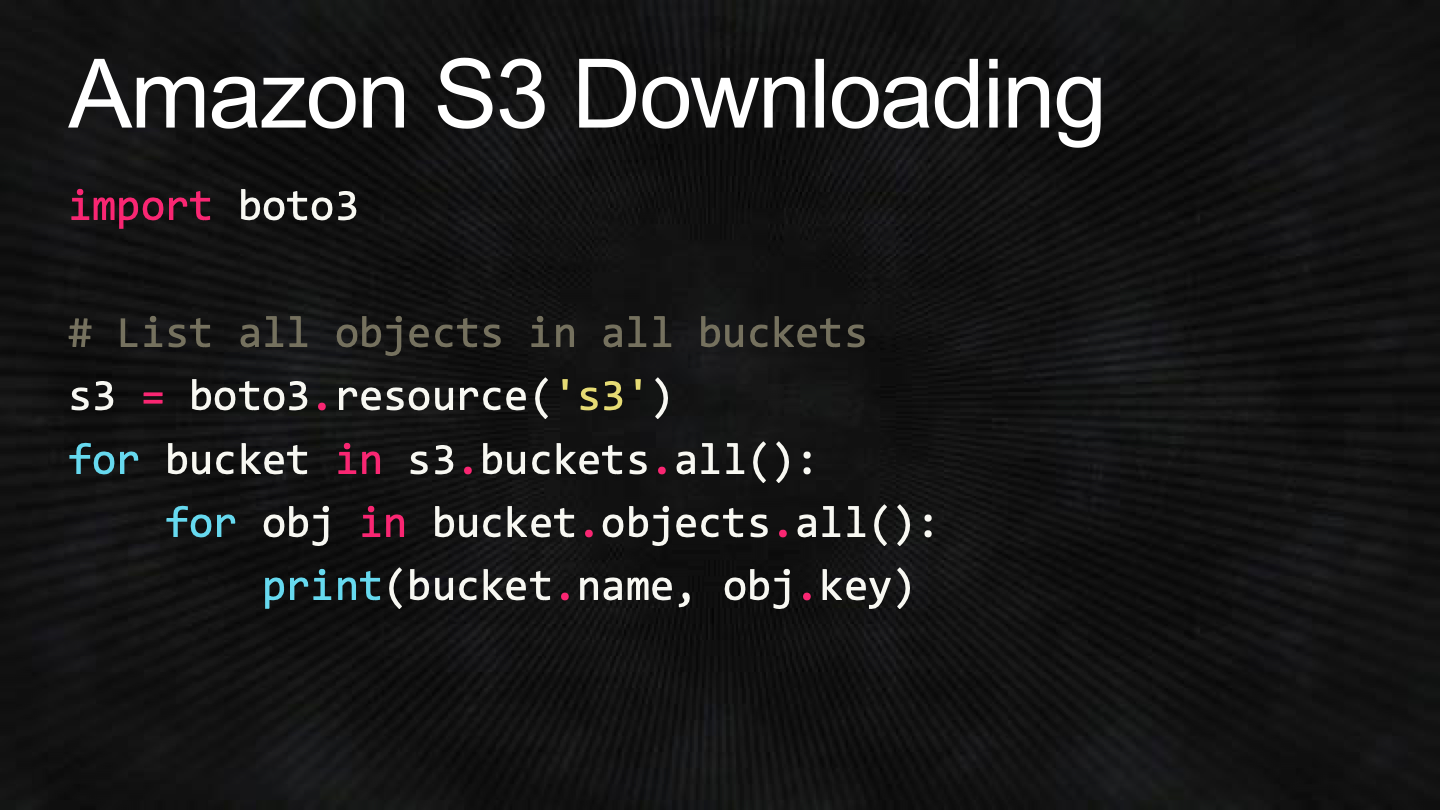 Amazon S3 Downloading
import boto3
# List all objects in all buckets
s3 = boto3.resource('s3')
for bucket in s3.buckets.all():
    for obj in bucket.objects.all():
        print(bucket.name, obj.key)